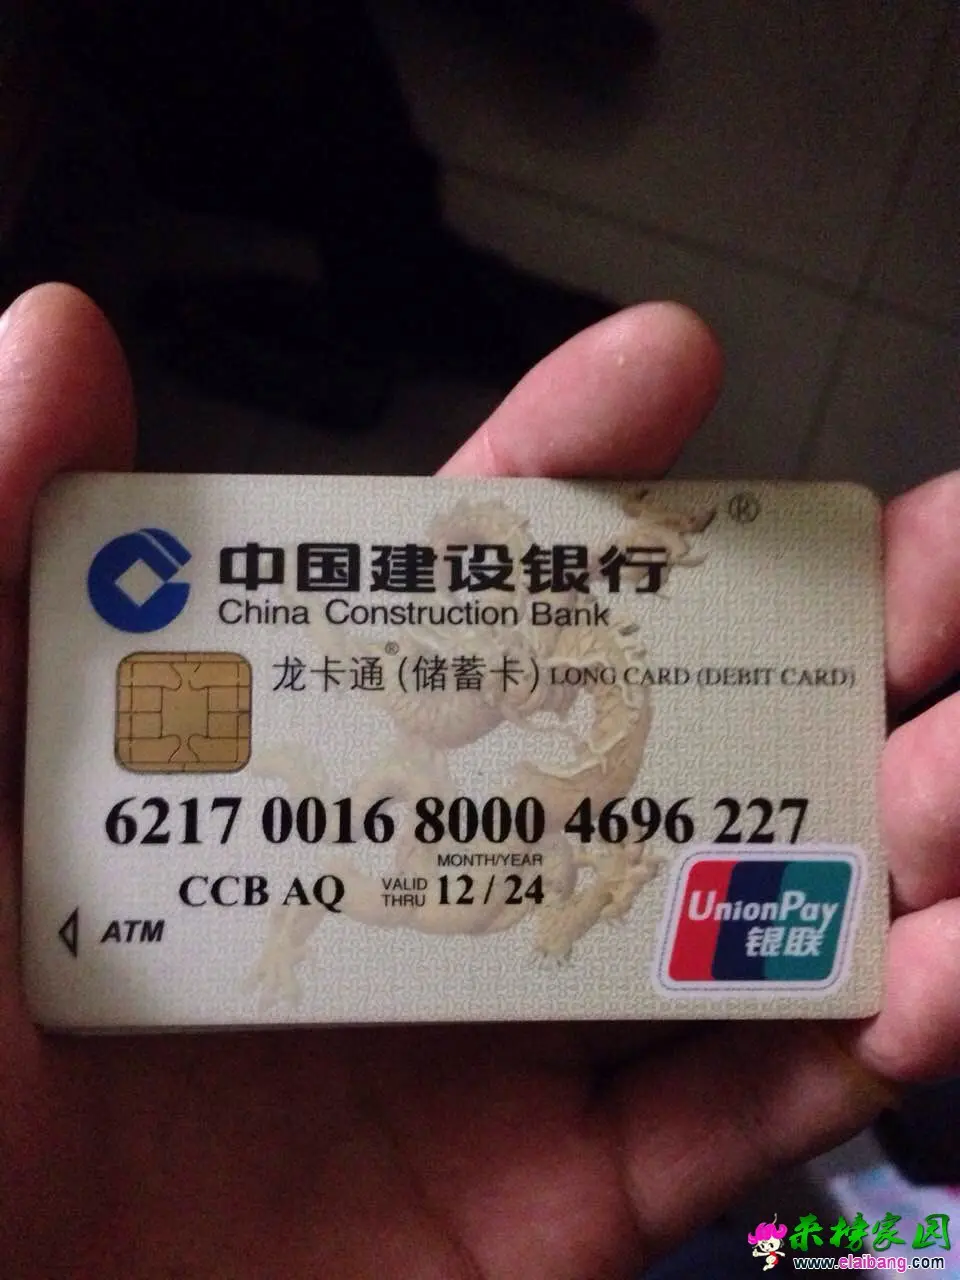 ®
中国建设银行
China Construction Bank
龙卡通®(储蓄卡) LONG CARD (DEBIT CARD)
6217 0016 8000 4696 227
MONTH/YEAR
CCB AQ VALID THRU 12 / 24
ATM
UnionPay
银联
来榜家园
www.elaibang.com